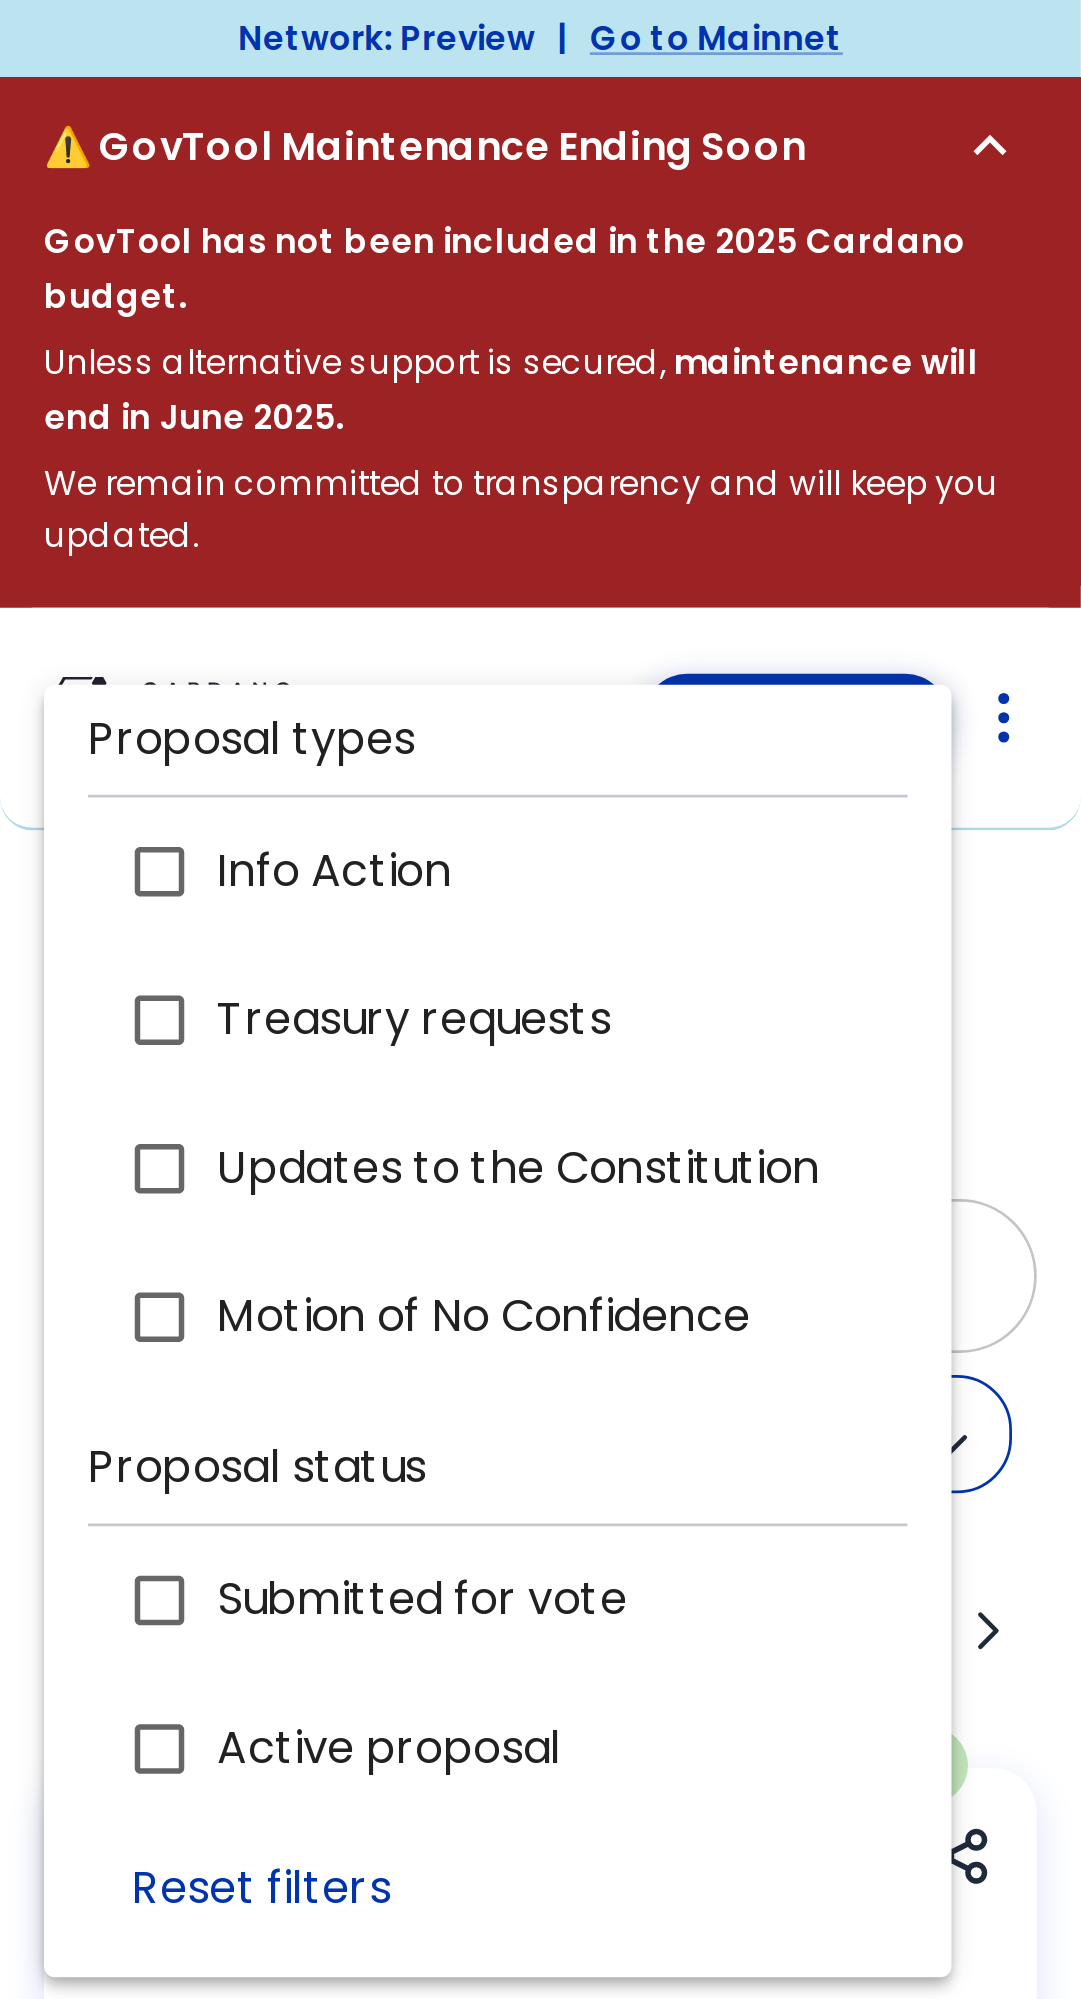 Network: Preview | Go to Mainnet
⚠️ GovTool Maintenance Ending Soon
GovTool has not been included in the 2025 Cardano
budget.
Unless alternative support is secured, maintenance will
end in June 2025.
We remain committed to transparency and will keep you
updated.
Proposal types
Info Action
Treasury requests
Updates to the Constitution
Motion of No Confidence
Proposal status
Submitted for vote
Active proposal
Reset filters